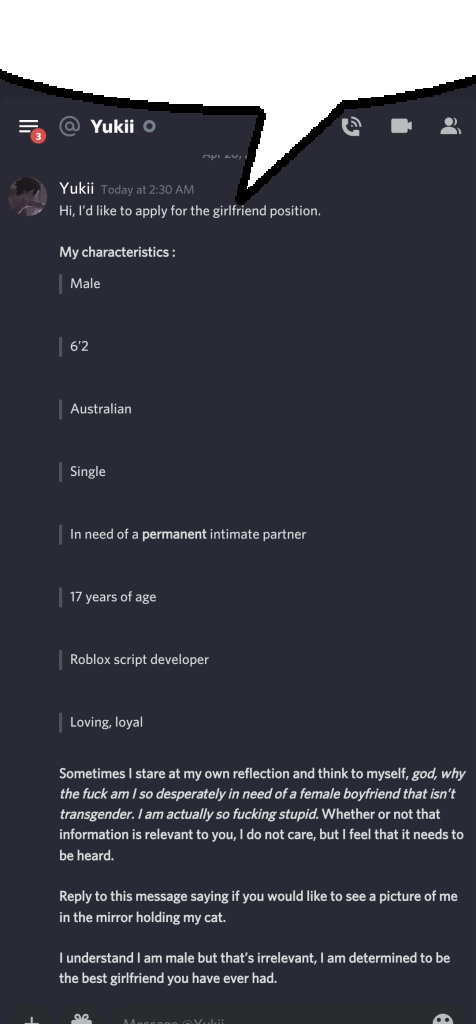 3
@ Yukii
Apr 20,
Yukii Today at 2:30 AM
Hi, I'd like to apply for the girlfriend position.
My characteristics :
Male
6'2
Australian
Single
In need of a permanent intimate partner
17 years of age
Roblox script developer
Loving, loyal
Sometimes I stare at my own reflection and think to myself, god, why
the fuck am I so desperately in need of a female boyfriend that isn't
transgender. I am actually so fucking stupid. Whether or not that
information is relevant to you, I do not care, but I feel that it needs to
be heard.
Reply to this message saying if you would like to see a picture of me
in the mirror holding my cat.
I understand I am male but that's irrelevant, I am determined to be
the best girlfriend you have ever had.
Message @Yukii